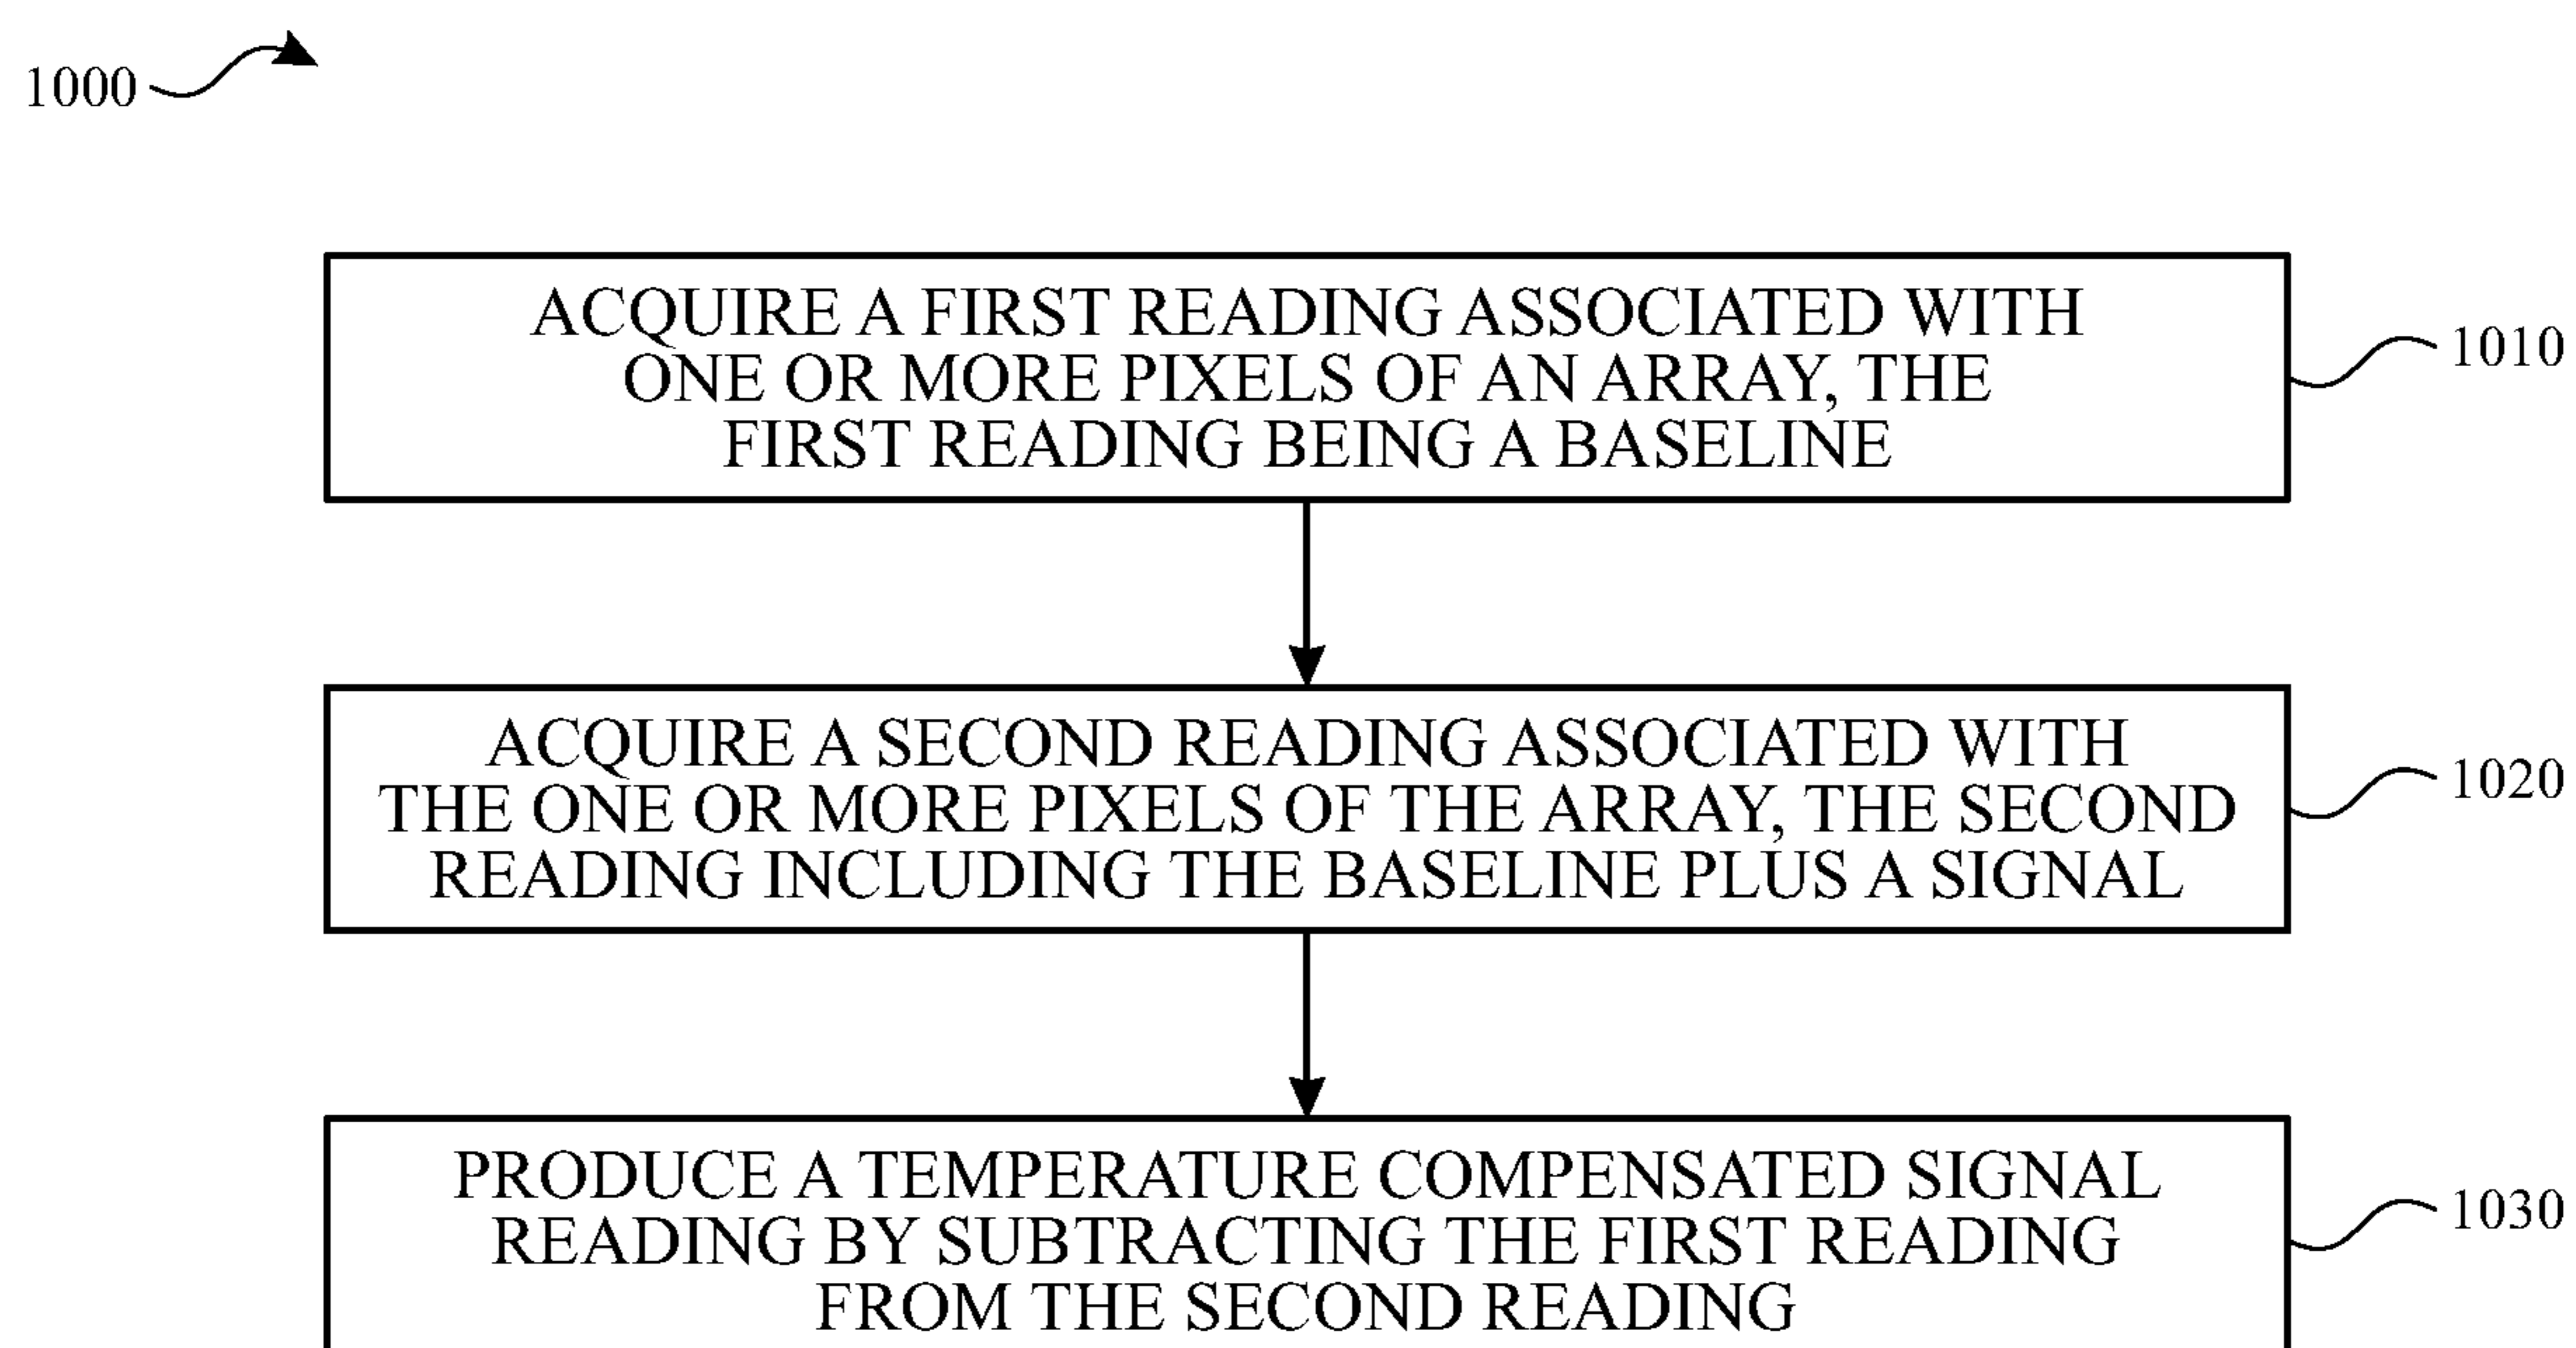 1000
ACQUIRE A FIRST READING ASSOCIATED WITH
ONE OR MORE PIXELS OF AN ARRAY, THE
FIRST READING BEING A BASELINE
1010
ACQUIRE A SECOND READING ASSOCIATED WITH
THE ONE OR MORE PIXELS OF THE ARRAY, THE SECOND
READING INCLUDING THE BASELINE PLUS A SIGNAL
1020
PRODUCE A TEMPERATURE COMPENSATED SIGNAL
READING BY SUBTRACTING THE FIRST READING
FROM THE SECOND READING
1030